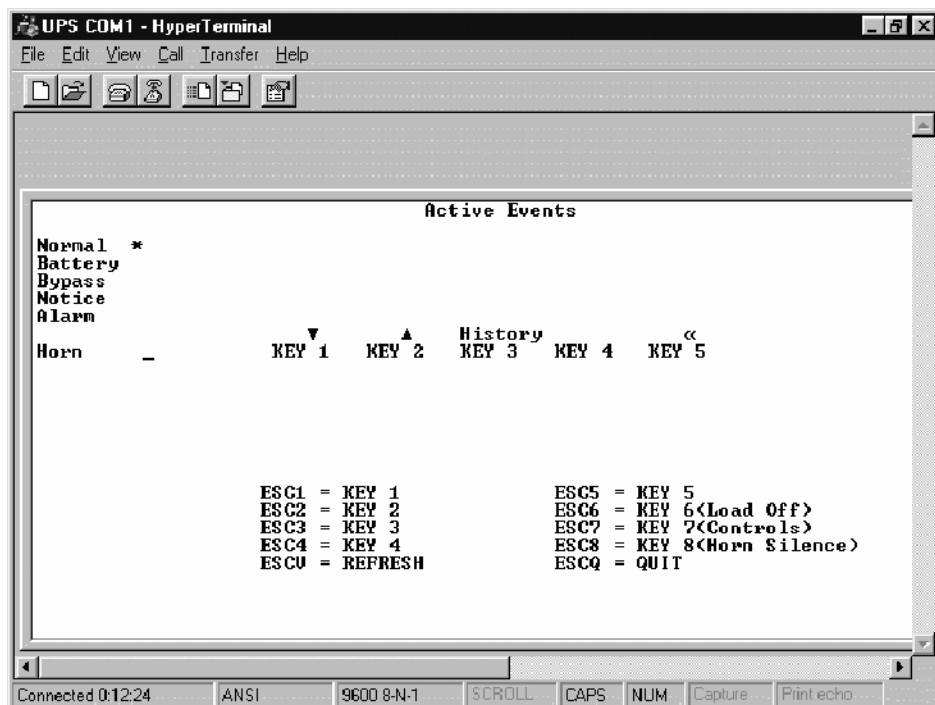 UPS COM1 - HyperTerminal
File Edit View Call Transfer Help
Active Events
Normal *
Battery
Bypass
Notice
Alarm
▼ ▲ History «
Horn _ KEY 1 KEY 2 KEY 3 KEY 4 KEY 5
ESC1 = KEY 1 ESC5 = KEY 5
ESC2 = KEY 2 ESC6 = KEY 6(Load Off)
ESC3 = KEY 3 ESC7 = KEY 7(Controls)
ESC4 = KEY 4 ESC8 = KEY 8(Horn Silence)
ESCV = REFRESH ESCQ = QUIT
Connected 0:12:24 ANSI 9600 8-N-1 SCROLL CAPS NUM Capture Print echo